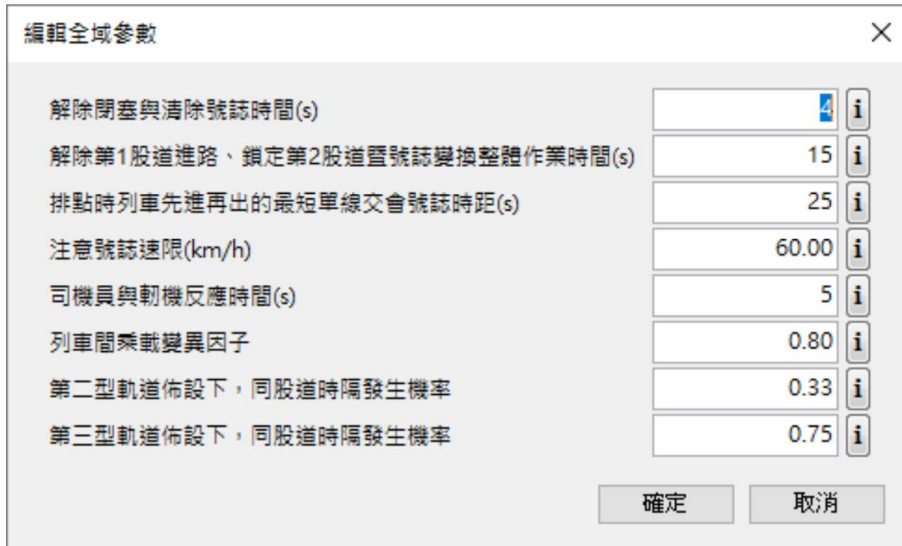 編輯全域參數
解除閉塞與清除號誌時間(s) 4 i
解除第1股道進路、鎖定第2股道暨號誌變換整體作業時間(s) 15 i
排點時列車先進再出的最短單線交會號誌時距(s) 25 i
注意號誌速限(km/h) 60.00 i
司機員與軔機反應時間(s) 5 i
列車間乘載變異因子 0.80 i
第二型軌道佈設下，同股道時隔發生機率 0.33 i
第三型軌道佈設下，同股道時隔發生機率 0.75 i
確定 取消